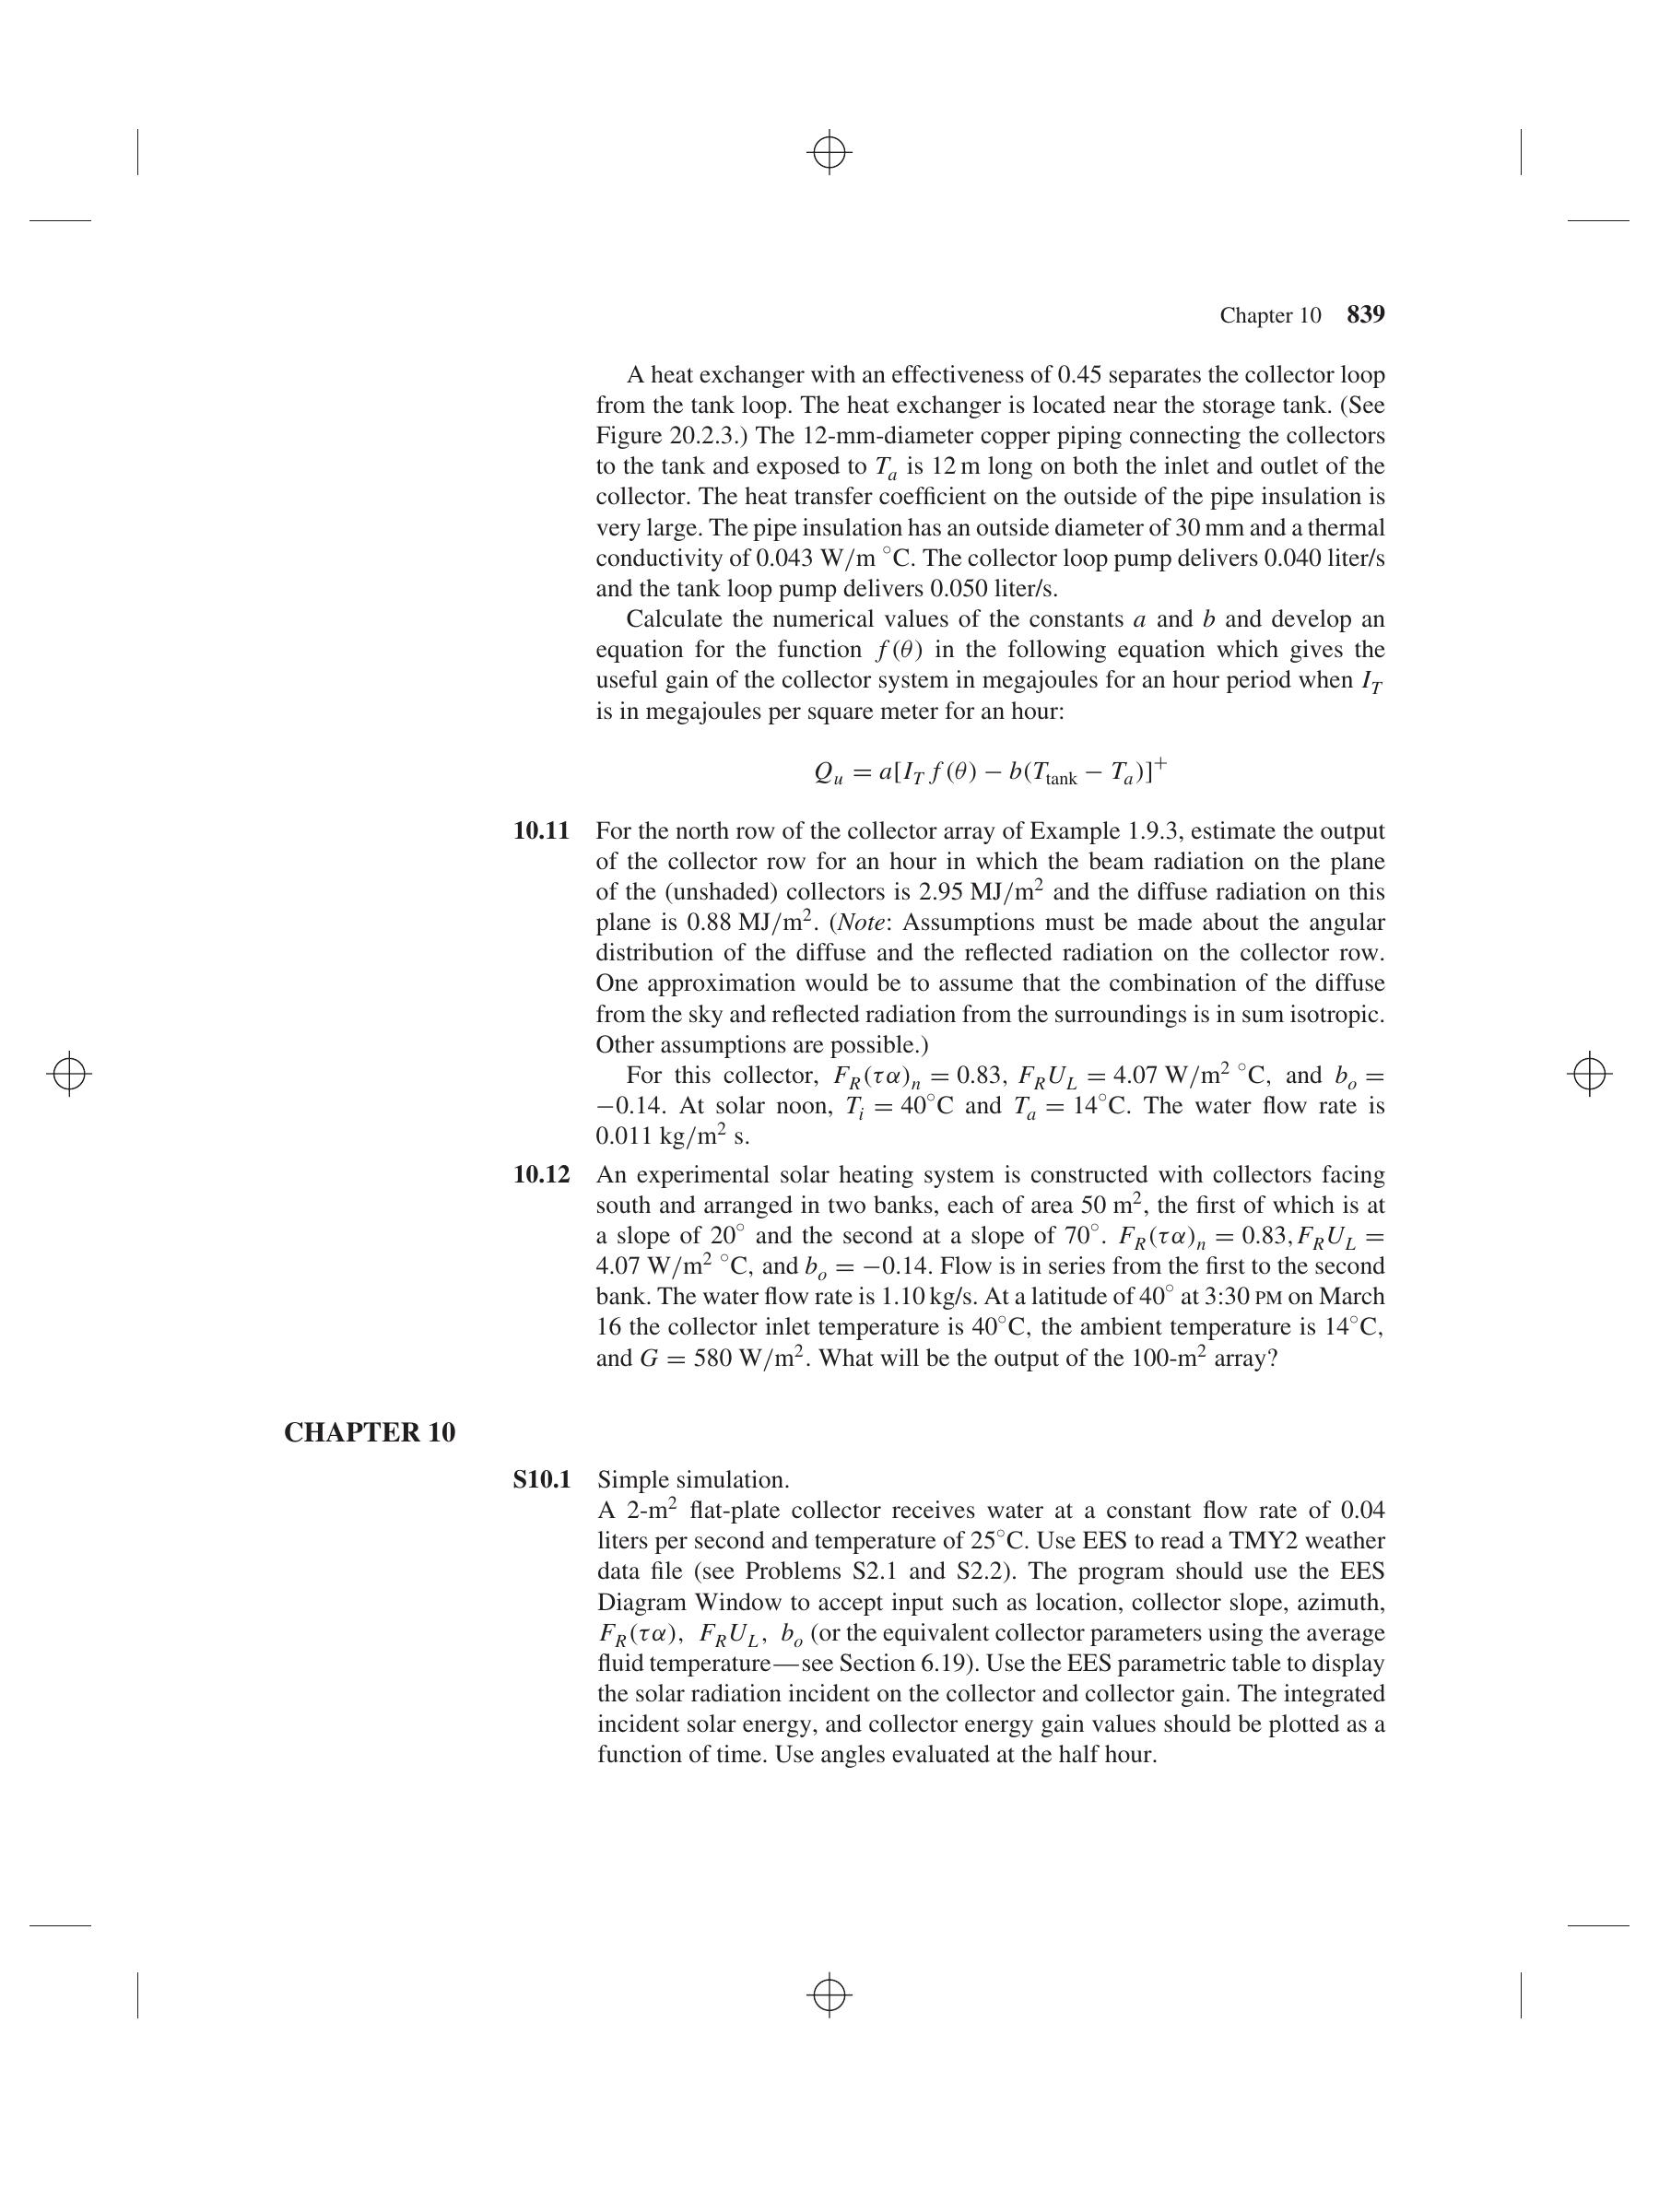 Chapter 10 839
A heat exchanger with an effectiveness of 0.45 separates the collector loop
from the tank loop. The heat exchanger is located near the storage tank. (See
Figure 20.2.3.) The 12-mm-diameter copper piping connecting the collectors
to the tank and exposed to Tₐ is 12 m long on both the inlet and outlet of the
collector. The heat transfer coefficient on the outside of the pipe insulation is
very large. The pipe insulation has an outside diameter of 30 mm and a thermal
conductivity of 0.043 W/m °C. The collector loop pump delivers 0.040 liter/s
and the tank loop pump delivers 0.050 liter/s.
Calculate the numerical values of the constants a and b and develop an
equation for the function f(θ) in the following equation which gives the
useful gain of the collector system in megajoules for an hour period when I_T
is in megajoules per square meter for an hour:
Q_u = a[I_T f(θ) − b(T_tank − T_a)]⁺
10.11 For the north row of the collector array of Example 1.9.3, estimate the output
of the collector row for an hour in which the beam radiation on the plane
of the (unshaded) collectors is 2.95 MJ/m² and the diffuse radiation on this
plane is 0.88 MJ/m². (Note: Assumptions must be made about the angular
distribution of the diffuse and the reflected radiation on the collector row.
One approximation would be to assume that the combination of the diffuse
from the sky and reflected radiation from the surroundings is in sum isotropic.
Other assumptions are possible.)
For this collector, F_R(τα)_n = 0.83, F_R U_L = 4.07 W/m² °C, and b_o =
−0.14. At solar noon, T_i = 40°C and T_a = 14°C. The water flow rate is
0.011 kg/m² s.
10.12 An experimental solar heating system is constructed with collectors facing
south and arranged in two banks, each of area 50 m², the first of which is at
a slope of 20° and the second at a slope of 70°. F_R(τα)_n = 0.83, F_R U_L =
4.07 W/m² °C, and b_o = −0.14. Flow is in series from the first to the second
bank. The water flow rate is 1.10 kg/s. At a latitude of 40° at 3:30 PM on March
16 the collector inlet temperature is 40°C, the ambient temperature is 14°C,
and G = 580 W/m². What will be the output of the 100-m² array?
CHAPTER 10
S10.1 Simple simulation.
A 2-m² flat-plate collector receives water at a constant flow rate of 0.04
liters per second and temperature of 25°C. Use EES to read a TMY2 weather
data file (see Problems S2.1 and S2.2). The program should use the EES
Diagram Window to accept input such as location, collector slope, azimuth,
F_R(τα), F_R U_L, b_o (or the equivalent collector parameters using the average
fluid temperature—see Section 6.19). Use the EES parametric table to display
the solar radiation incident on the collector and collector gain. The integrated
incident solar energy, and collector energy gain values should be plotted as a
function of time. Use angles evaluated at the half hour.